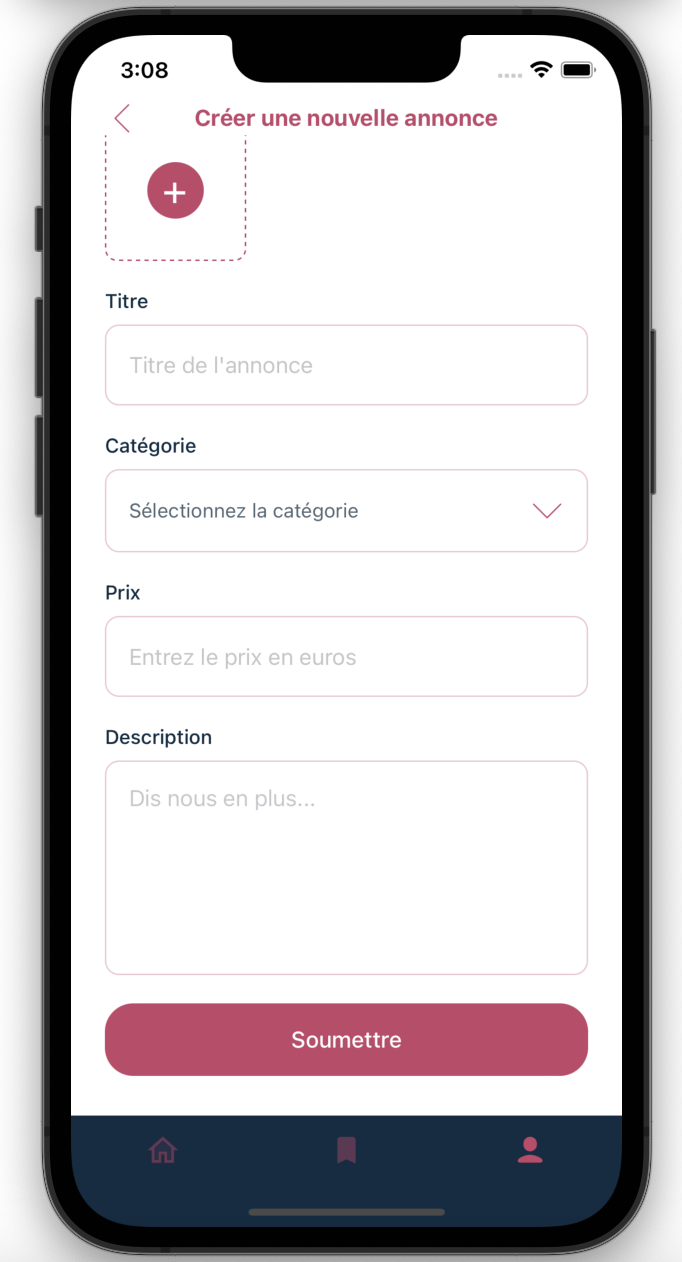 3:08
Créer une nouvelle annonce
+
Titre
Titre de l'annonce
Catégorie
Sélectionnez la catégorie
Prix
Entrez le prix en euros
Description
Dis nous en plus...
Soumettre